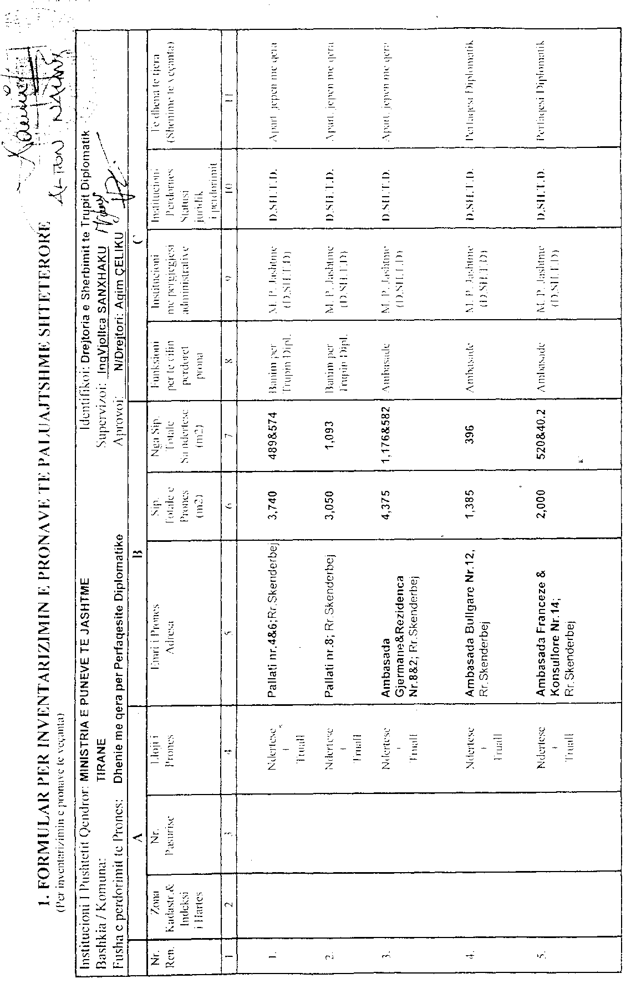 ALTON NAIMI
1. FORMULAR PER INVENTARIZIMIN E PRONAVE TE PALUAJTSHME SHTETERORE
(Per inventarizimin e pronave te veçanta)
Institucioni I Pushtetit Qendror: MINISTRIA E PUNEVE TE JASHTME Identifikoi: Drejtoria e Sherbimit te Trupit Diplomatik
Bashkia / Komuna: TIRANE Supervizoi: IngVjollca SANXHAKU
Fusha e perdorimit te Prones: Dhenie me qera per Perfaqesite Diplomatike Aprovoi: N/Drejtori: Agim ÇELIKU
A B C
Nr. Zona Nr. Lloji i Emri i Prones Sip. Nga Sip. Funksioni Institucioni Institucioni Te dhena te tjera
Ren. Kadastr.& Pasurise Prones Adresa Totale e Totale per te cilin me pergjegjesi Perdorues (Shenime te veçanta)
Indeksi Prones Sa ndertese perdoret administrative Statusi
i Hartes (m2) (m2) prona juridik
i perdorimit
1 2 3 4 5 6 7 8 9 10 11
1. Ndertese Pallati nr.4&6;Rr.Skenderbej 3,740 489&574 Banim per M. P. Jashtme D.SH.T.D. Apart. jepen me qera
+ Trupin Dipl. (D.SH.T.D)
Truall
2. Ndertese Pallati nr.8; Rr.Skenderbej 3,050 1,093 Banim per M. P. Jashtme D.SH.T.D. Apart. jepen me qera
+ Trupin Dipl. (D.SH.T.D)
Truall
3. Ndertese Ambasada 4,375 1,176&582 Ambasade M. P. Jashtme D.SH.T.D. Apart. jepen me qera
+ Gjermane&Rezidenca (D.SH.T.D)
Truall Nr.8&2; Rr.Skenderbej
4. Ndertese Ambasada Bullgare Nr.12, 1,385 396 Ambasade M. P. Jashtme D.SH.T.D. Perfaqesi Diplomatik
+ Rr.Skenderbej (D.SH.T.D)
Truall
5. Ndertese Ambasada Franceze & 2,000 520&40.2 Ambasade M. P. Jashtme D.SH.T.D. Perfaqesi Diplomatik
+ Konsullore Nr.14; (D.SH.T.D)
Truall Rr.Skenderbej